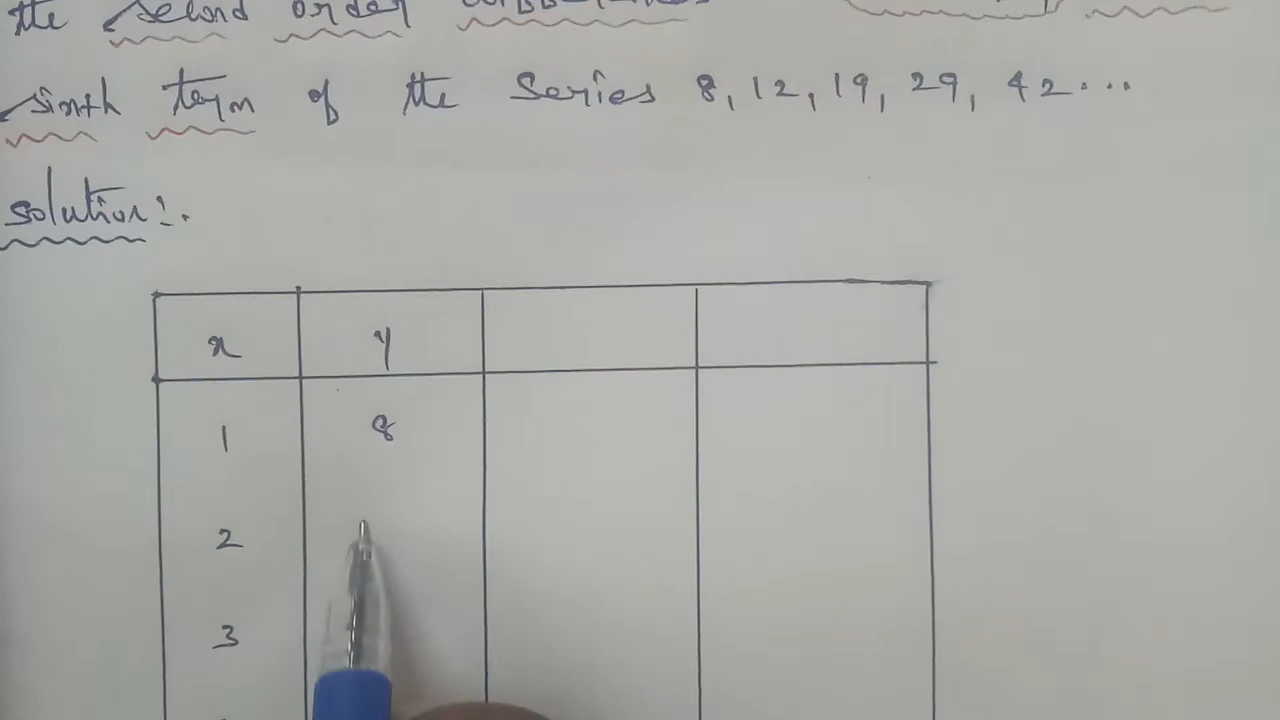 the second order
sixth term of the Series 8, 12, 19, 29, 42...
solution:.
x y
1 8
2
3